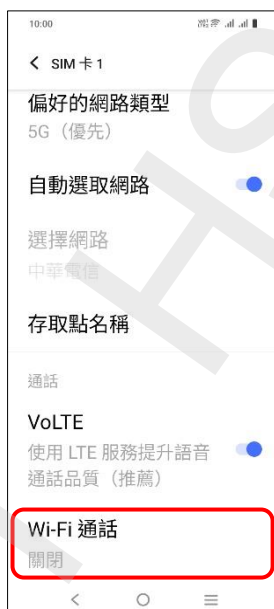 10:00
SIM 卡 1
偏好的網路類型
5G（優先）
自動選取網路
選擇網路
中華電信
存取點名稱
通話
VoLTE
使用 LTE 服務提升語音
通話品質（推薦）
Wi-Fi 通話
關閉